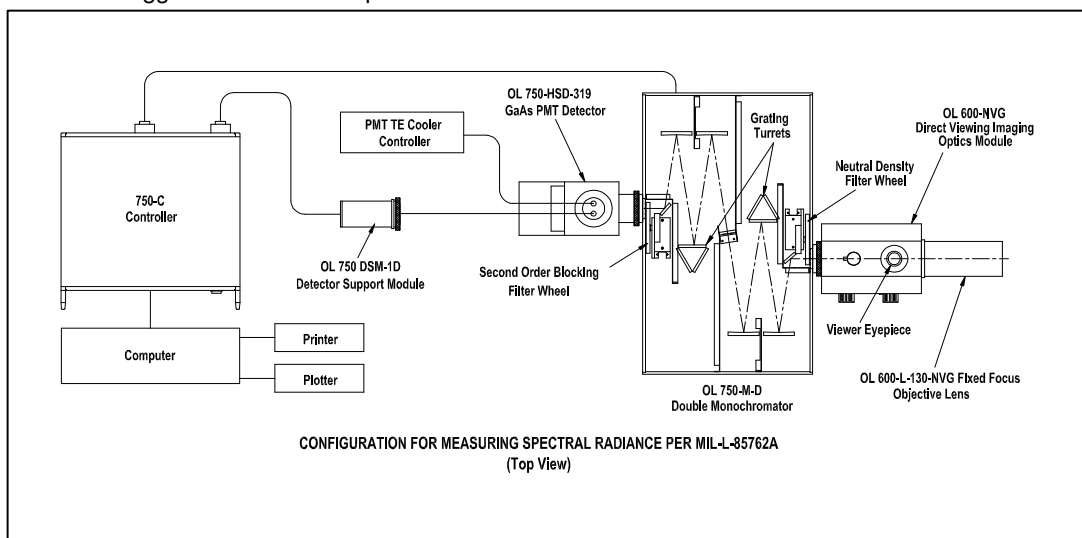 OL 750-HSD-319
GaAs PMT Detector
PMT TE Cooler
Controller
Grating
Turrets
OL 600-NVG
Direct Viewing Imaging
Optics Module
Neutral Density
Filter Wheel
750-C
Controller
OL 750 DSM-1D
Detector Support Module
Second Order Blocking
Filter Wheel
Viewer Eyepiece
Computer
Printer
Plotter
OL 750-M-D
Double Monochromator
OL 600-L-130-NVG Fixed Focus
Objective Lens
CONFIGURATION FOR MEASURING SPECTRAL RADIANCE PER MIL-L-85762A
(Top View)